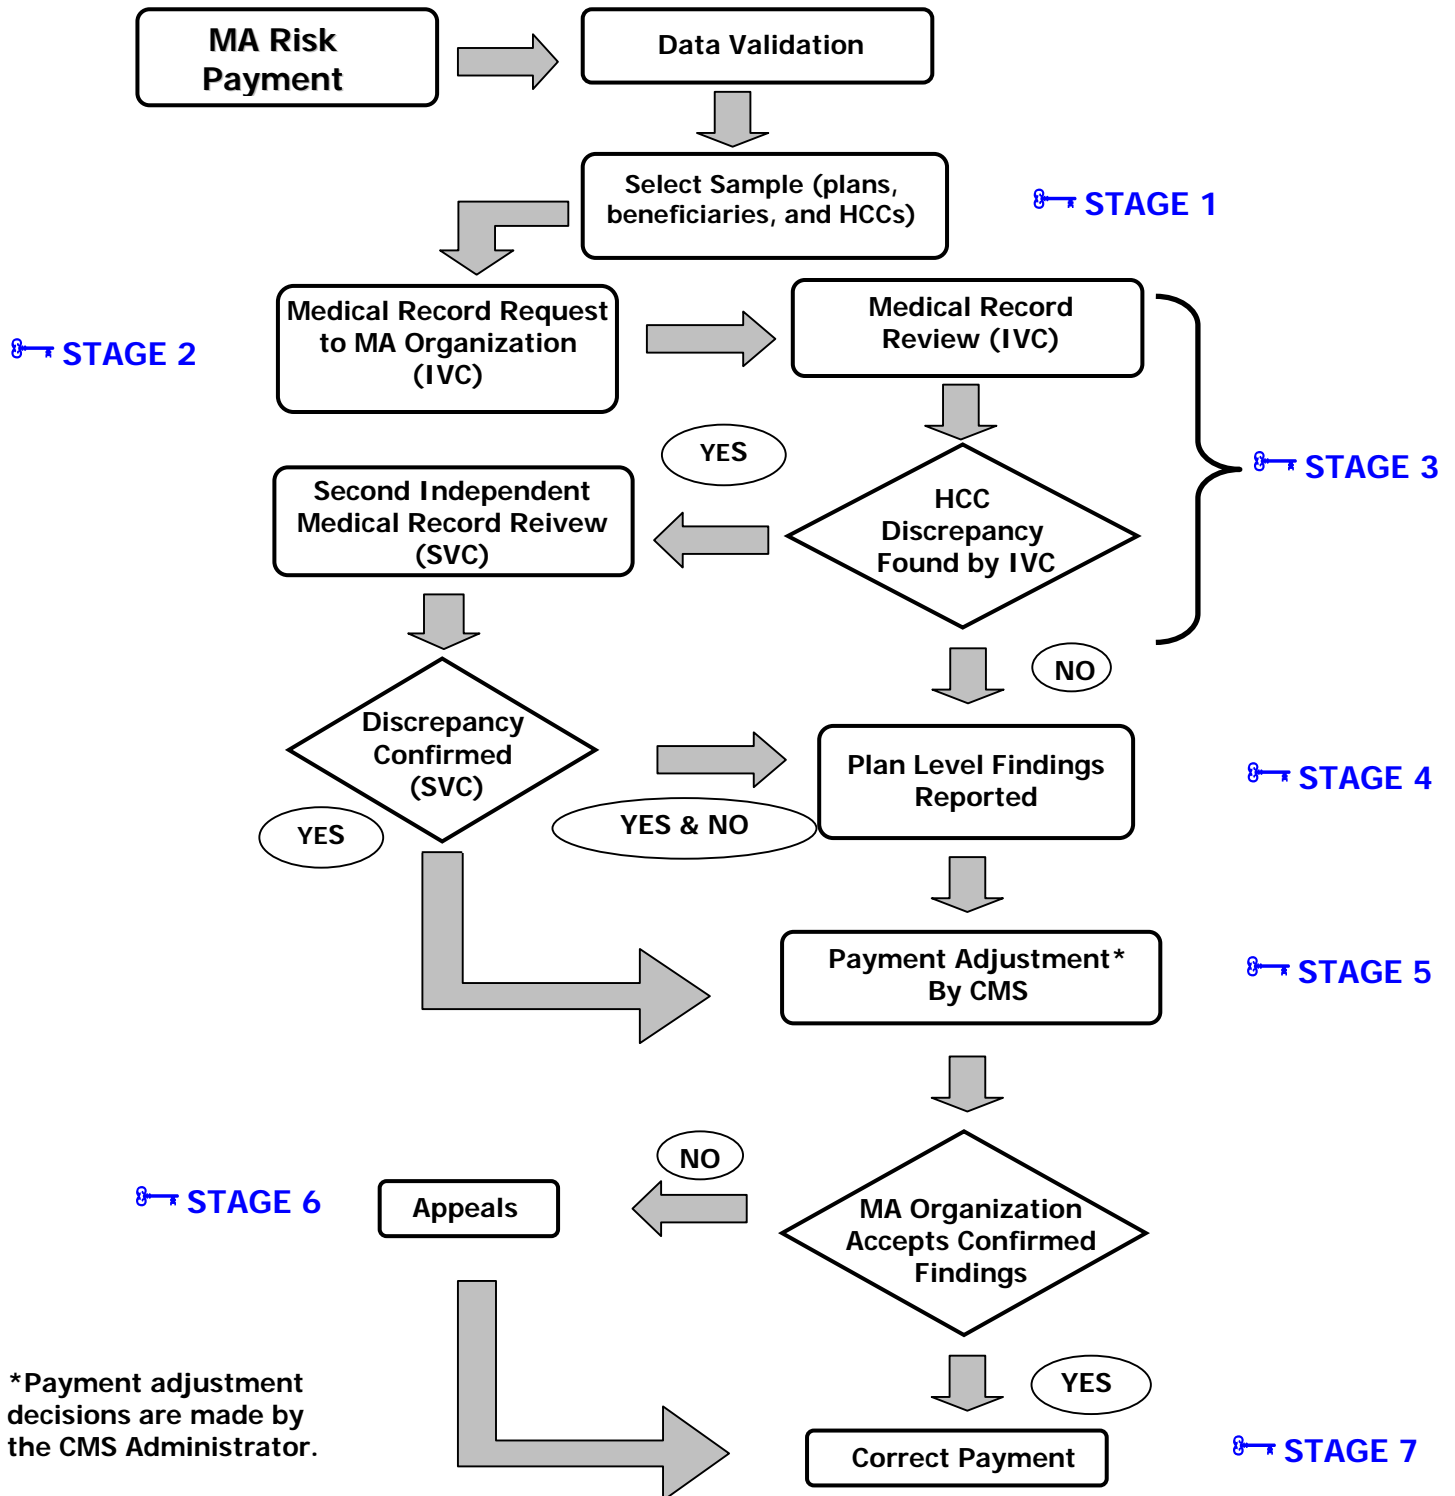 MA Risk
Payment
Data Validation
Select Sample (plans,
beneficiaries, and HCCs)
STAGE 1
Medical Record Request
to MA Organization
(IVC)
STAGE 2
Medical Record
Review (IVC)
YES
Second Independent
Medical Record Reivew
(SVC)
HCC
Discrepancy
Found by IVC
STAGE 3
NO
Discrepancy
Confirmed
(SVC)
YES
YES & NO
Plan Level Findings
Reported
STAGE 4
Payment Adjustment*
By CMS
STAGE 5
NO
STAGE 6
Appeals
MA Organization
Accepts Confirmed
Findings
YES
*Payment adjustment
decisions are made by
the CMS Administrator.
Correct Payment
STAGE 7